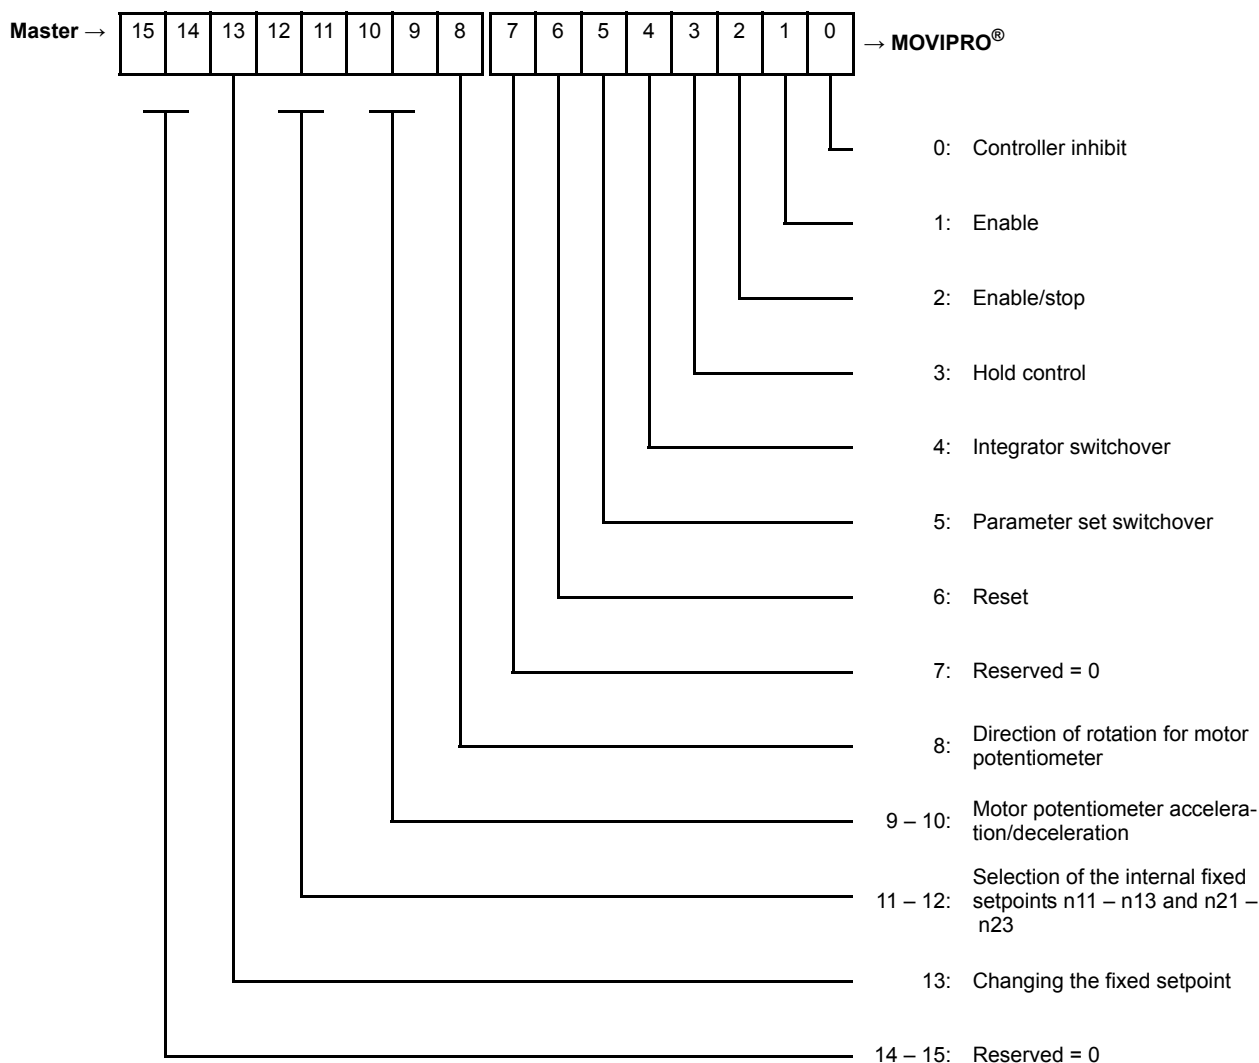 Master → 15 14 13 12 11 10 9 8 7 6 5 4 3 2 1 0 → MOVIPRO®
0: Controller inhibit
1: Enable
2: Enable/stop
3: Hold control
4: Integrator switchover
5: Parameter set switchover
6: Reset
7: Reserved = 0
8: Direction of rotation for motor
potentiometer
9 – 10: Motor potentiometer accelera-
tion/deceleration
11 – 12: Selection of the internal fixed
setpoints n11 – n13 and n21 –
n23
13: Changing the fixed setpoint
14 – 15: Reserved = 0